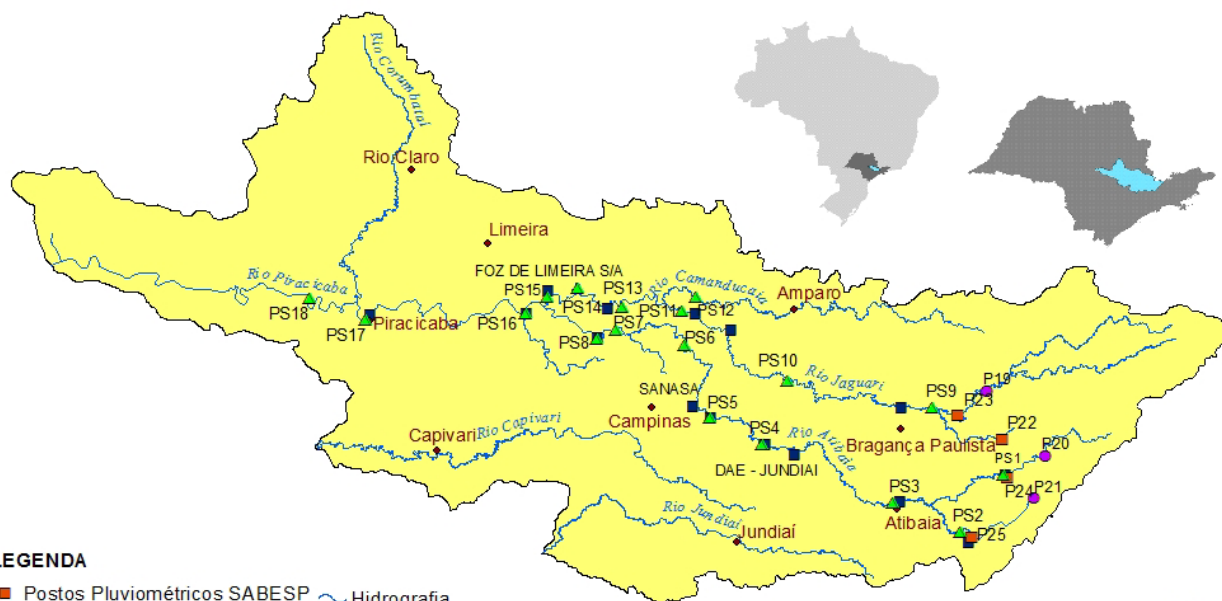 Rio Corumbataí
Rio Claro
Limeira
FOZ DE LIMEIRA S/A
Rio Piracicaba
Rio Camanducaia
Amparo
PS15
PS13
PS14
PS11
PS12
PS18
PS16
PS17
Piracicaba
PS7
PS8
PS6
PS10
Rio Jaguari
P19
SANASA
PS9
P23
PS5
Campinas
Rio Capivari
Capivari
PS4
Rio Atibaia
Bragança Paulista
P22
P20
DAE - JUNDIAI
PS1
P24
P21
PS3
Atibaia
Rio Jundiaí
Jundiaí
PS2
P25
LEGENDA
Postos Pluviométricos SABESP
Hidrografia